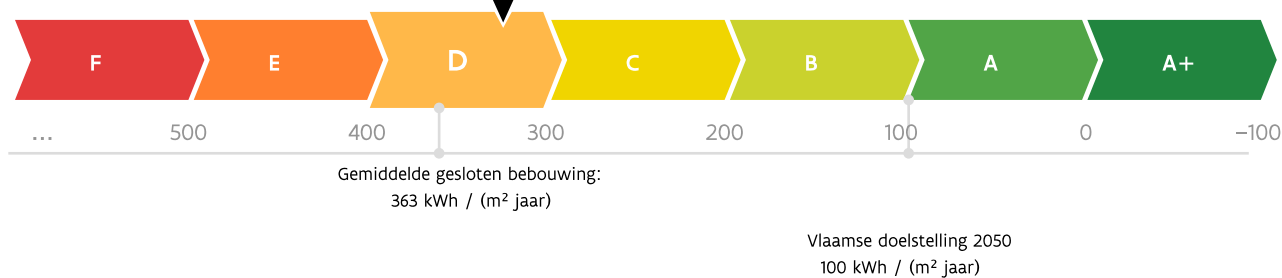 F E D C B A A+
... 500 400 300 200 100 0 –100
Gemiddelde gesloten bebouwing:
363 kWh / (m² jaar)
Vlaamse doelstelling 2050
100 kWh / (m² jaar)